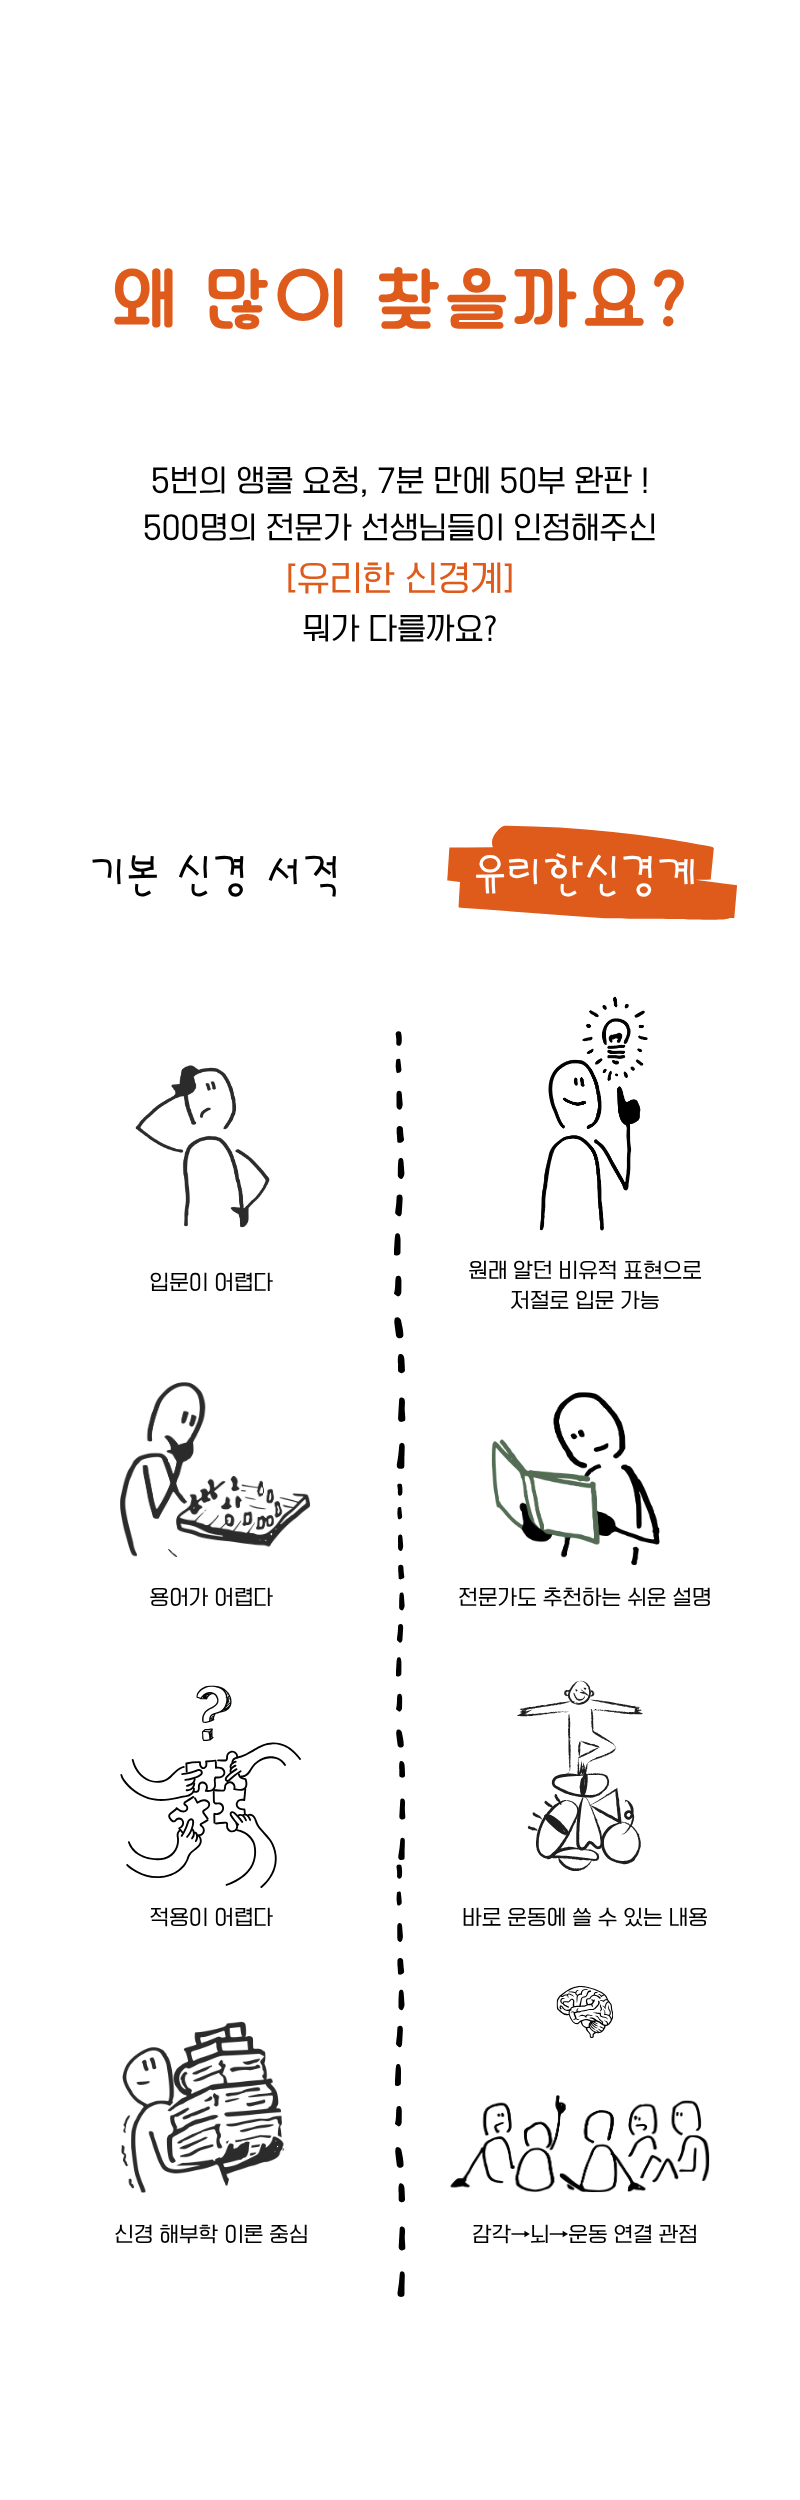 왜 많이 찾을까요?
5번의 앵콜 요청, 7분 만에 50부 완판 !
500명의 전문가 선생님들이 인정해주신
[유리한 신경계]
뭐가 다를까요?
기본 신경 서적
유리한신경계
입문이 어렵다
원래 알던 비유적 표현으로
저절로 입문 가능
용어가 어렵다
전문가도 추천하는 쉬운 설명
?
적용이 어렵다
바로 운동에 쓸 수 있는 내용
신경 해부학 이론 중심
감각→뇌→운동 연결 관점